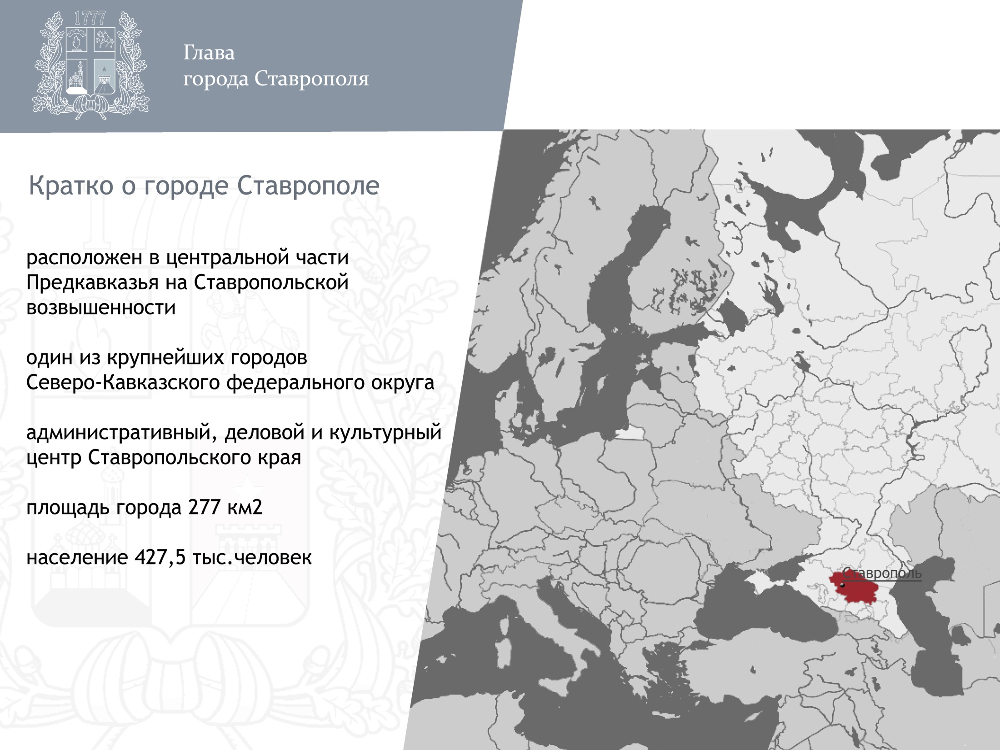 1777
Глава
города Ставрополя
Кратко о городе Ставрополе
1777
расположен в центральной части
Предкавказья на Ставропольской
возвышенности
один из крупнейших городов
Северо-Кавказского федерального округа
административный, деловой и культурный
центр Ставропольского края
площадь города 277 км2
население 427,5 тыс.человек
Ставрополь